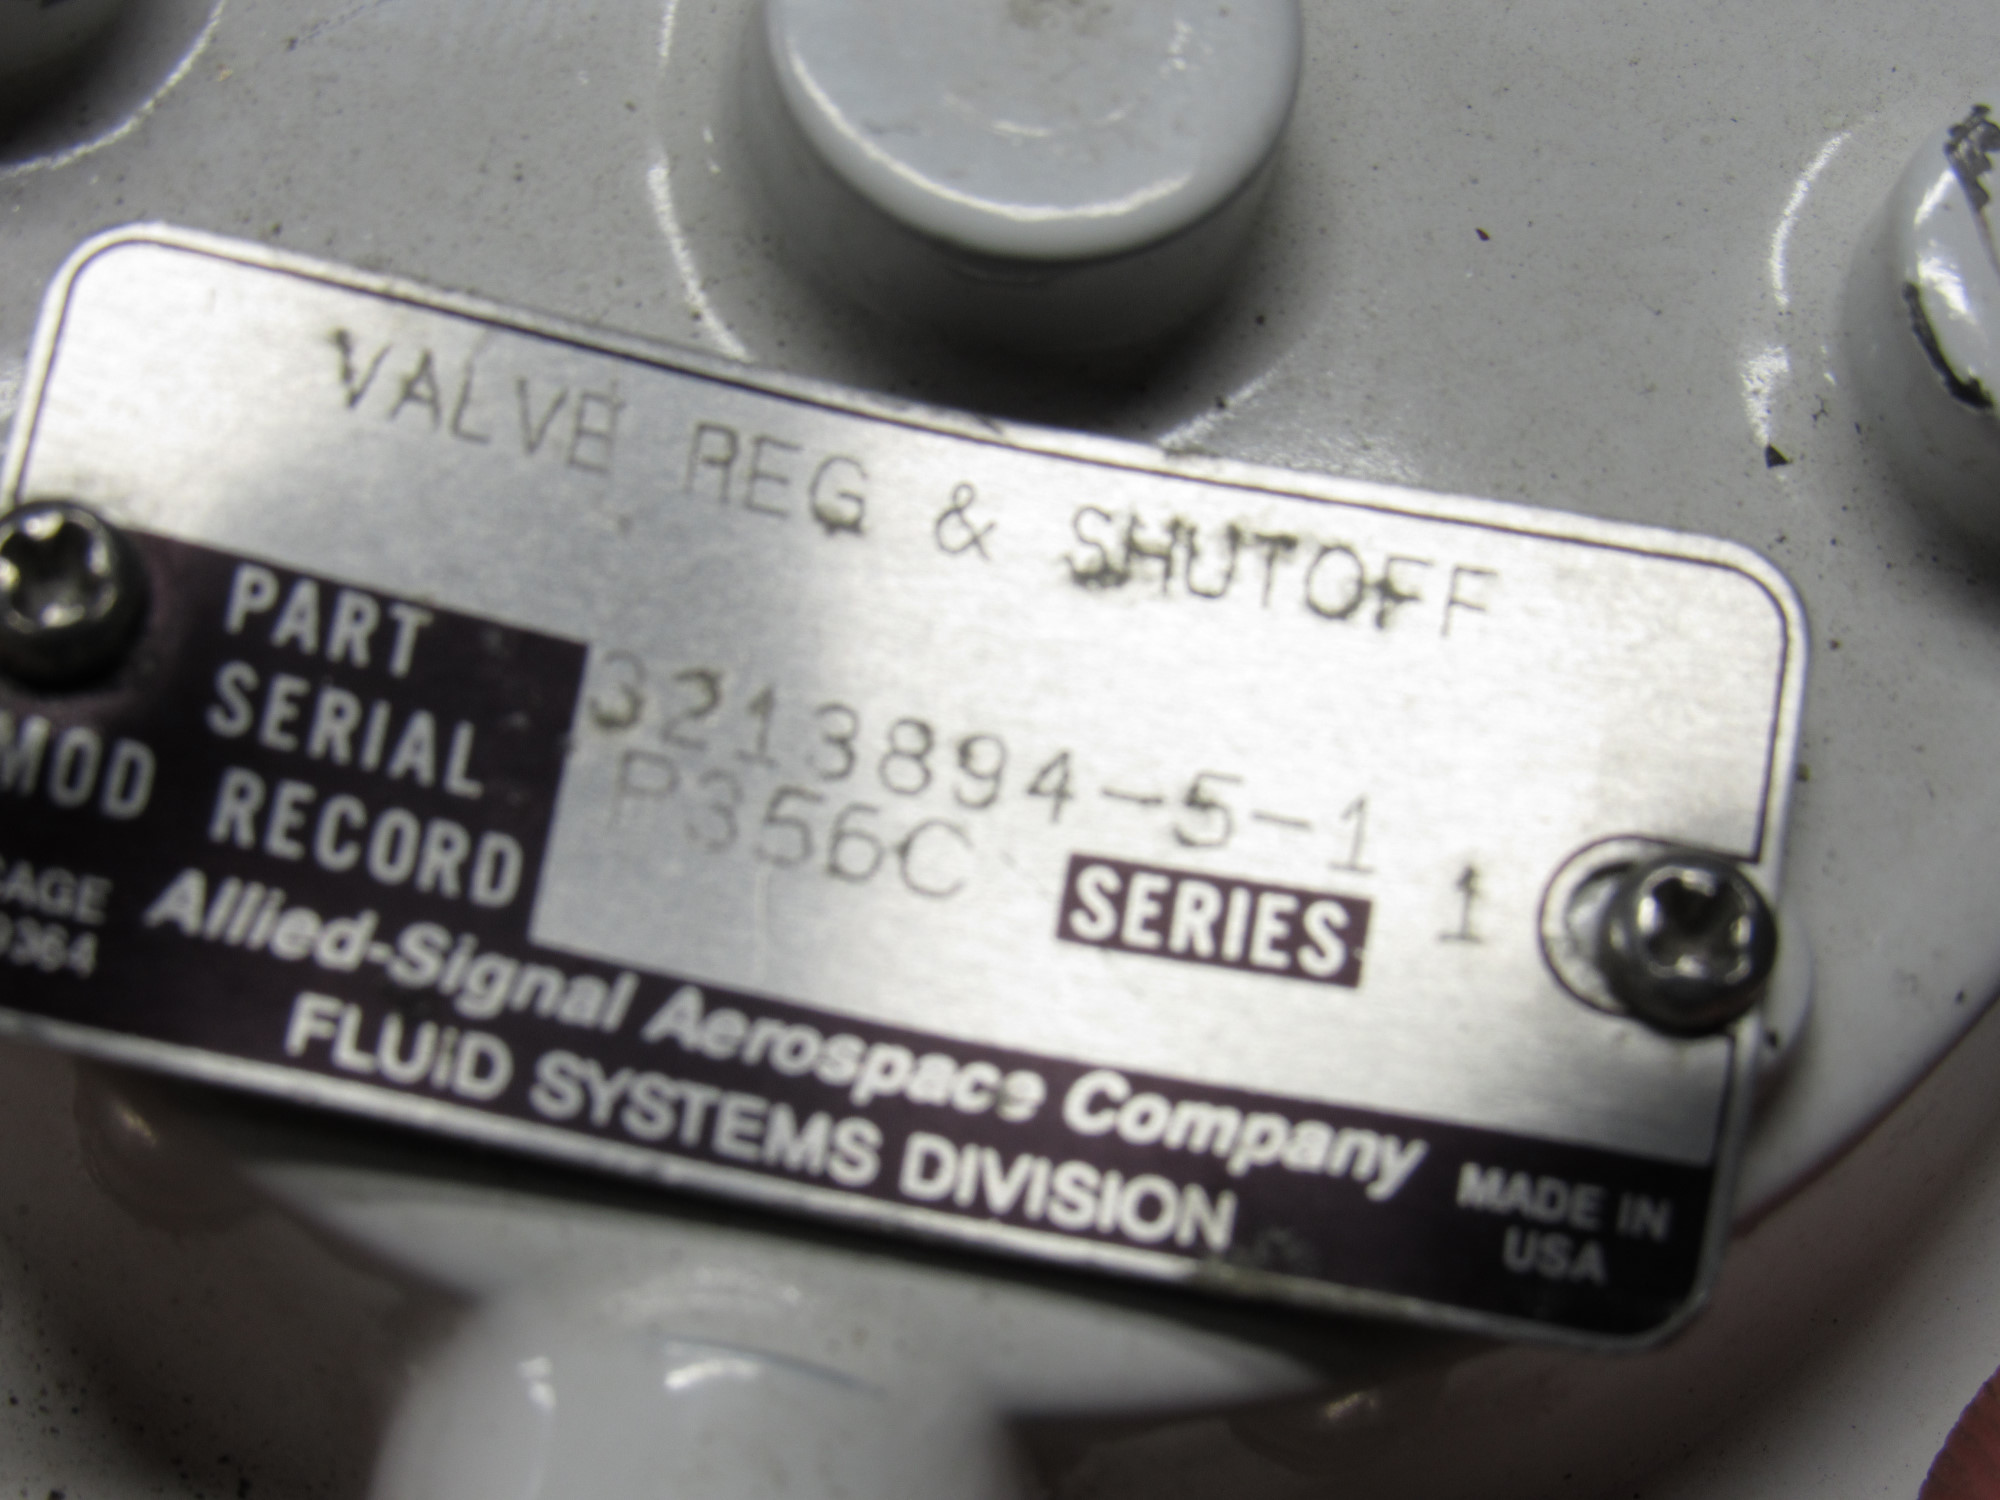 VALVE REG & SHUTOFF
PART 3213894-5-1
SERIAL P356C SERIES 1
MOD RECORD
CAGE
Allied-Signal Aerospace Company
FLUID SYSTEMS DIVISION
MADE IN
USA